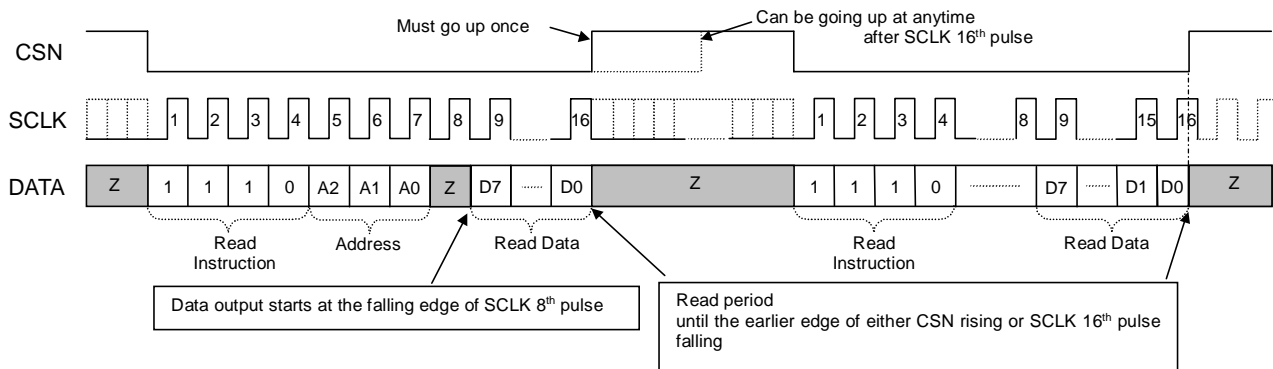 Must go up once
Can be going up at anytime
after SCLK 16th pulse
CSN
SCLK
1 2 3 4 5 6 7 8 9 16 1 2 3 4 8 9 15 16
DATA
Z 1 1 1 0 A2 A1 A0 Z D7 ...... D0 Z 1 1 1 0 .............. D7 ...... D1 D0 Z
Read
Instruction
Address
Read Data
Read
Instruction
Read Data
Data output starts at the falling edge of SCLK 8th pulse
Read period
until the earlier edge of either CSN rising or SCLK 16th pulse
falling